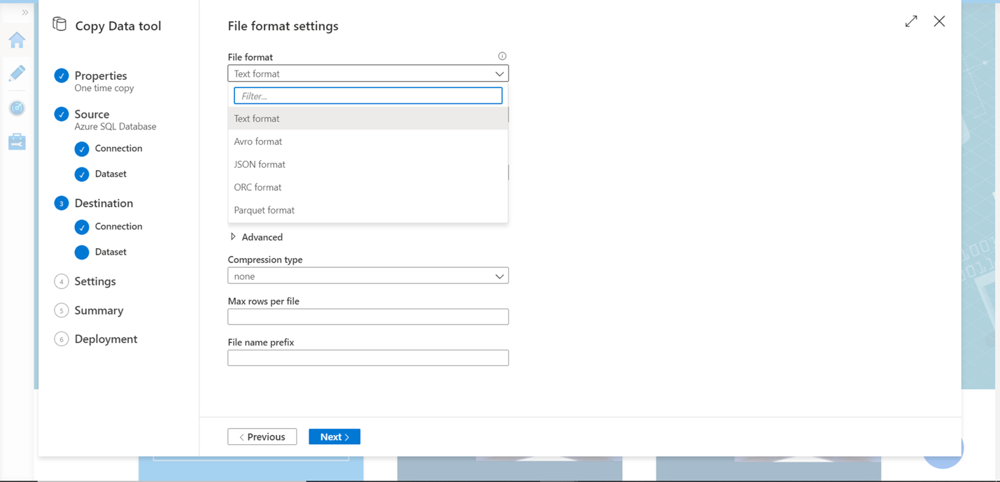 Copy Data tool
Properties
One time copy
Source
Azure SQL Database
Connection
Dataset
3
Destination
Connection
Dataset
4
Settings
5
Summary
6
Deployment
File format settings
File format
Text format
Filter...
Text format
Avro format
JSON format
ORC format
Parquet format
Advanced
Compression type
none
Max rows per file
File name prefix
Previous
Next